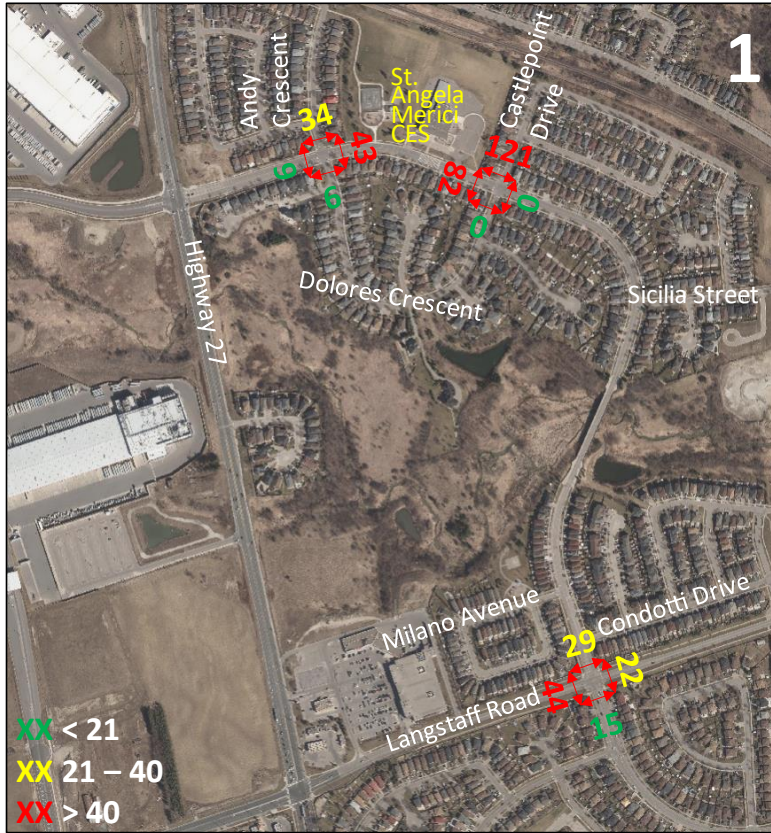 1
Andy
Crescent
34
43
9
6
St.
Angela
Merici
CES
Castlepoint
Drive
121
82
0
0
Highway 27
Dolores Crescent
Sicilia Street
Milano Avenue
Condotti Drive
29
22
44
15
Langstaff Road
XX < 21
XX 21 – 40
XX > 40